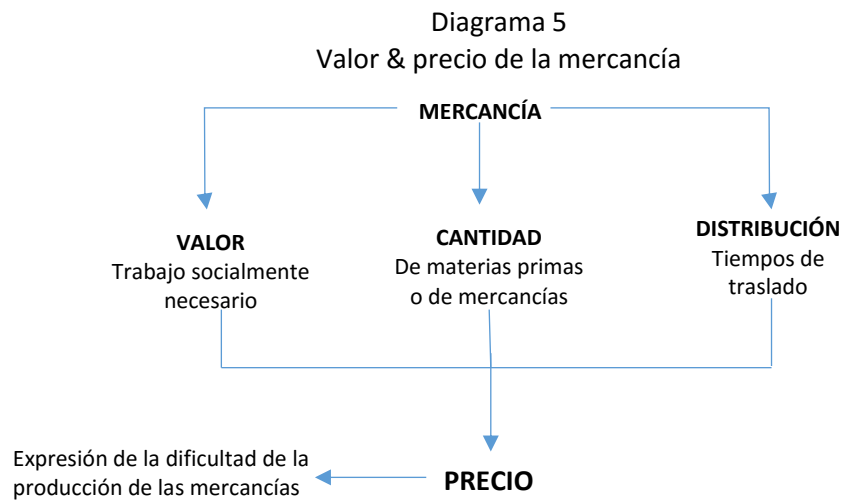 Diagrama 5
Valor & precio de la mercancía
MERCANCÍA
VALOR
Trabajo socialmente
necesario
CANTIDAD
De materias primas
o de mercancías
DISTRIBUCIÓN
Tiempos de
traslado
Expresión de la dificultad de la
producción de las mercancías
PRECIO